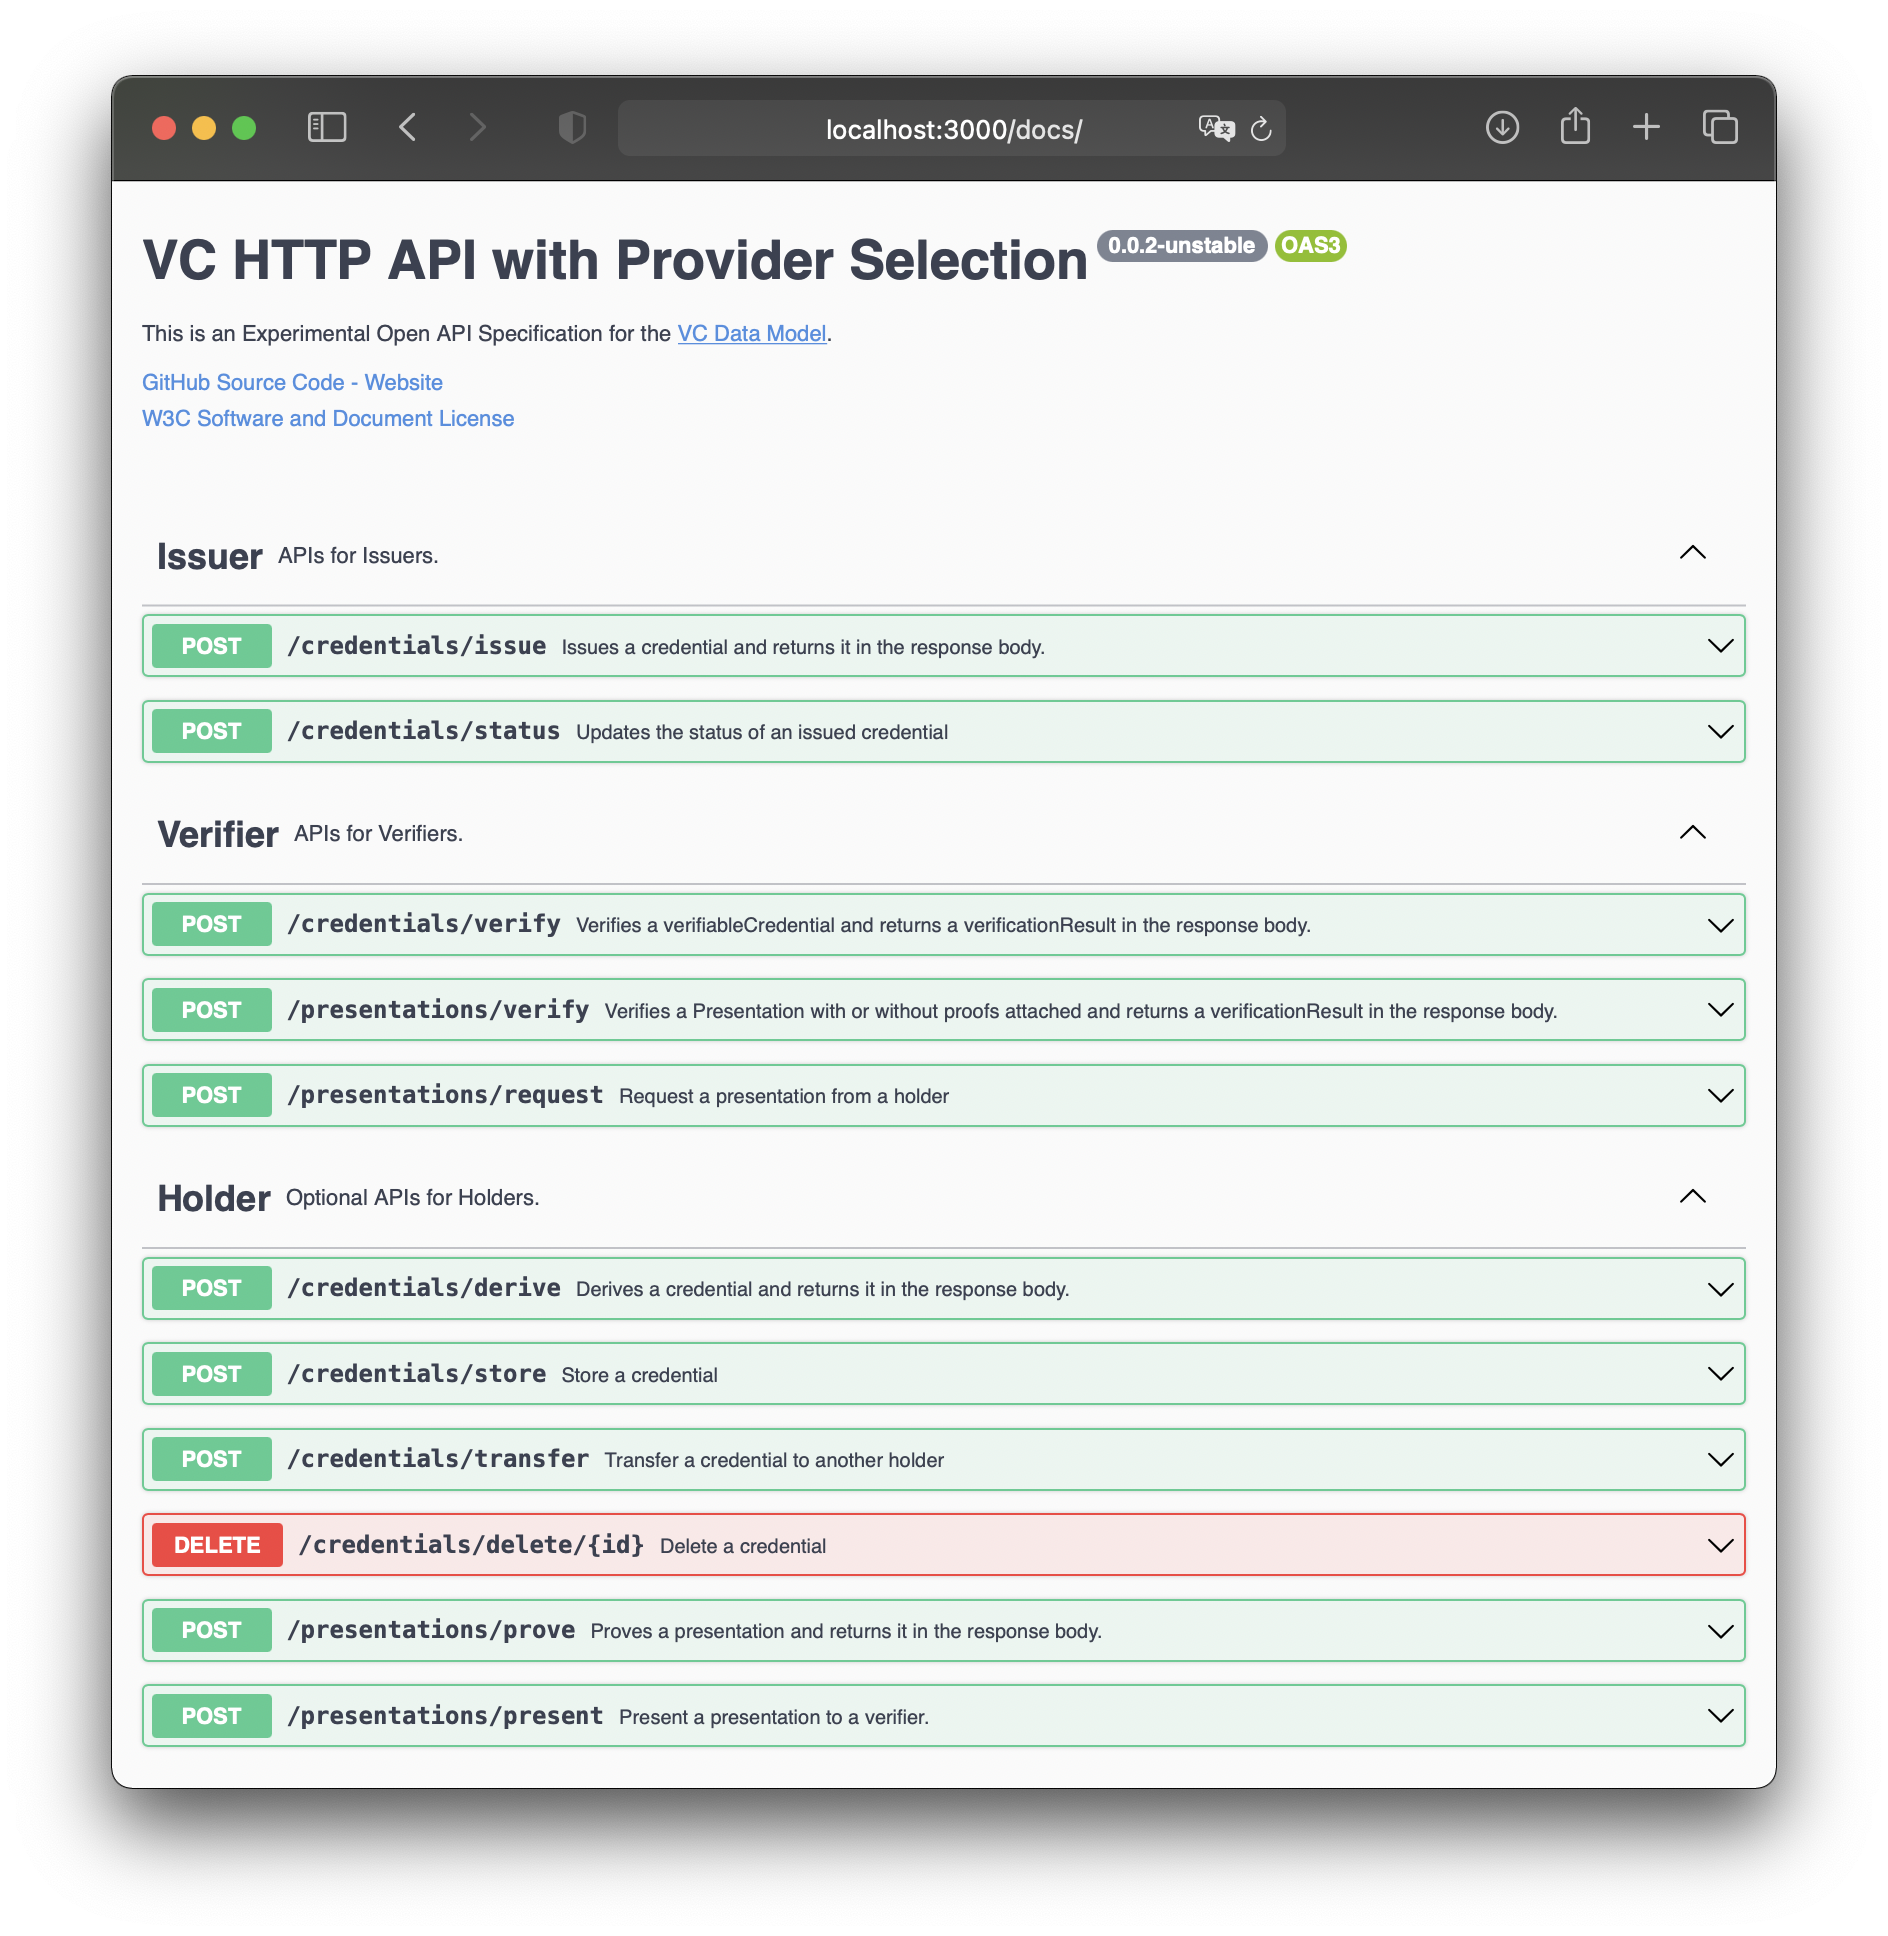 localhost:3000/docs/
VC HTTP API with Provider Selection 0.0.2-unstable OAS3
This is an Experimental Open API Specification for the VC Data Model.
GitHub Source Code - Website
W3C Software and Document License
Issuer APIs for Issuers.
POST /credentials/issue Issues a credential and returns it in the response body.
POST /credentials/status Updates the status of an issued credential
Verifier APIs for Verifiers.
POST /credentials/verify Verifies a verifiableCredential and returns a verificationResult in the response body.
POST /presentations/verify Verifies a Presentation with or without proofs attached and returns a verificationResult in the response body.
POST /presentations/request Request a presentation from a holder
Holder Optional APIs for Holders.
POST /credentials/derive Derives a credential and returns it in the response body.
POST /credentials/store Store a credential
POST /credentials/transfer Transfer a credential to another holder
DELETE /credentials/delete/{id} Delete a credential
POST /presentations/prove Proves a presentation and returns it in the response body.
POST /presentations/present Present a presentation to a verifier.